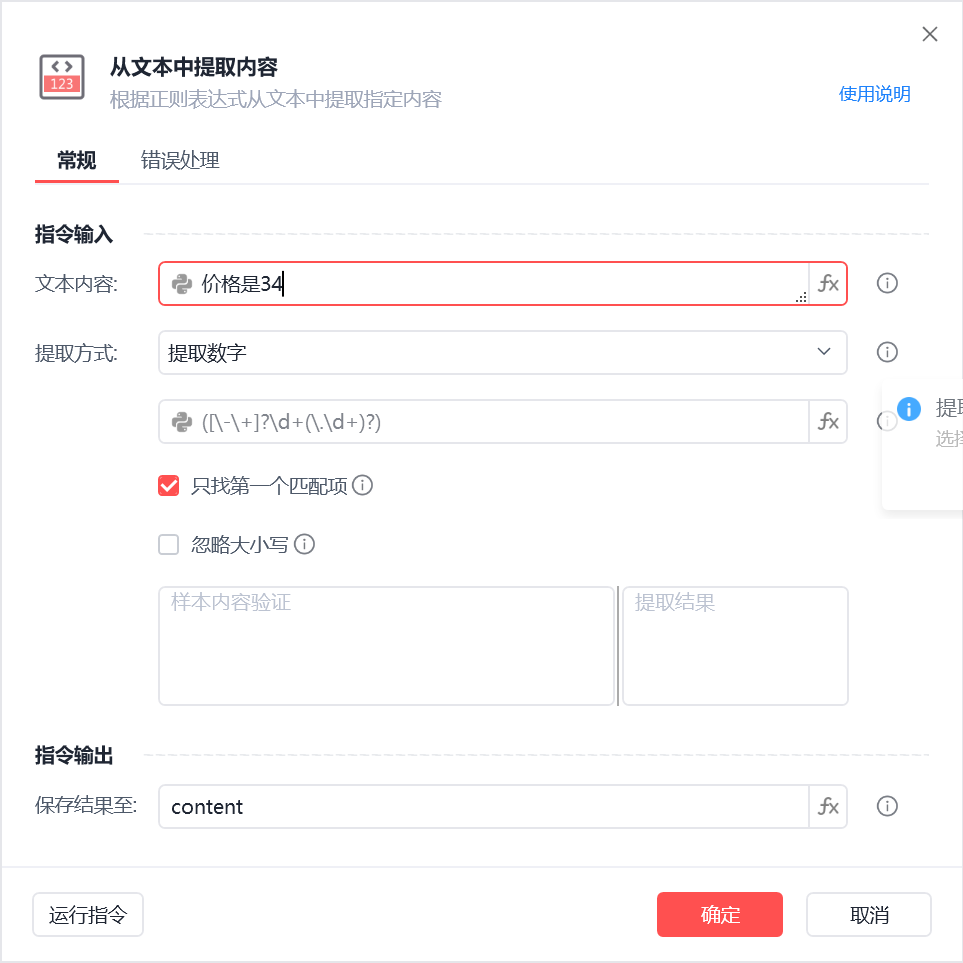 从文本中提取内容
123
根据正则表达式从文本中提取指定内容
使用说明
常规 错误处理
指令输入
文本内容: 价格是34 fx
提取方式: 提取数字
([\-\+]?\d+(\.\d+)?) fx
提取
选择
只找第一个匹配项
忽略大小写
样本内容验证 提取结果
指令输出
保存结果至: content fx
运行指令 确定 取消